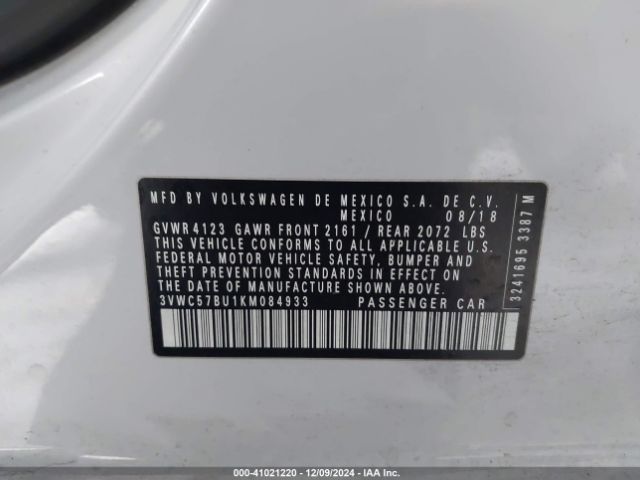 MFD BY VOLKSWAGEN DE MEXICO S.A. DE C.V.
MEXICO 08/18
GVWR 4123 GAWR FRONT 2161 / REAR 2072 LBS
THIS VEHICLE CONFORMS TO ALL APPLICABLE U.S.
FEDERAL MOTOR VEHICLE SAFETY, BUMPER AND
THEFT PREVENTION STANDARDS IN EFFECT ON
THE DATE OF MANUFACTURE SHOWN ABOVE.
3VWC57BU1KM084933 PASSENGER CAR
3241695 3387 M
000-41021220 - 12/09/2024 - IAAI.com